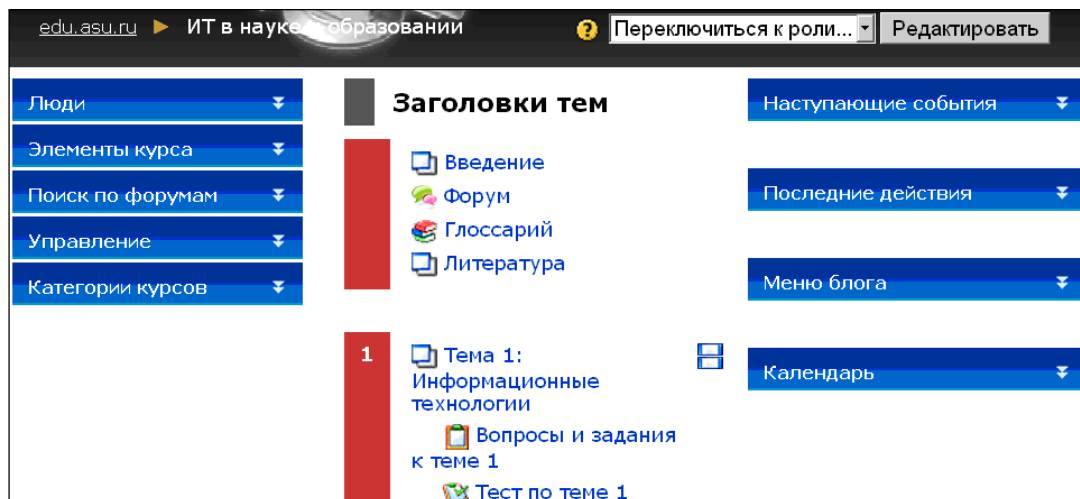 edu.asu.ru ► ИТ в науке и образовании
? Переключиться к роли... Редактировать
Люди
Элементы курса
Поиск по форумам
Управление
Категории курсов
Заголовки тем
Введение
Форум
Глоссарий
Литература
1
Тема 1:
Информационные
технологии
Вопросы и задания
к теме 1
Тест по теме 1
Наступающие события
Последние действия
Меню блога
Календарь